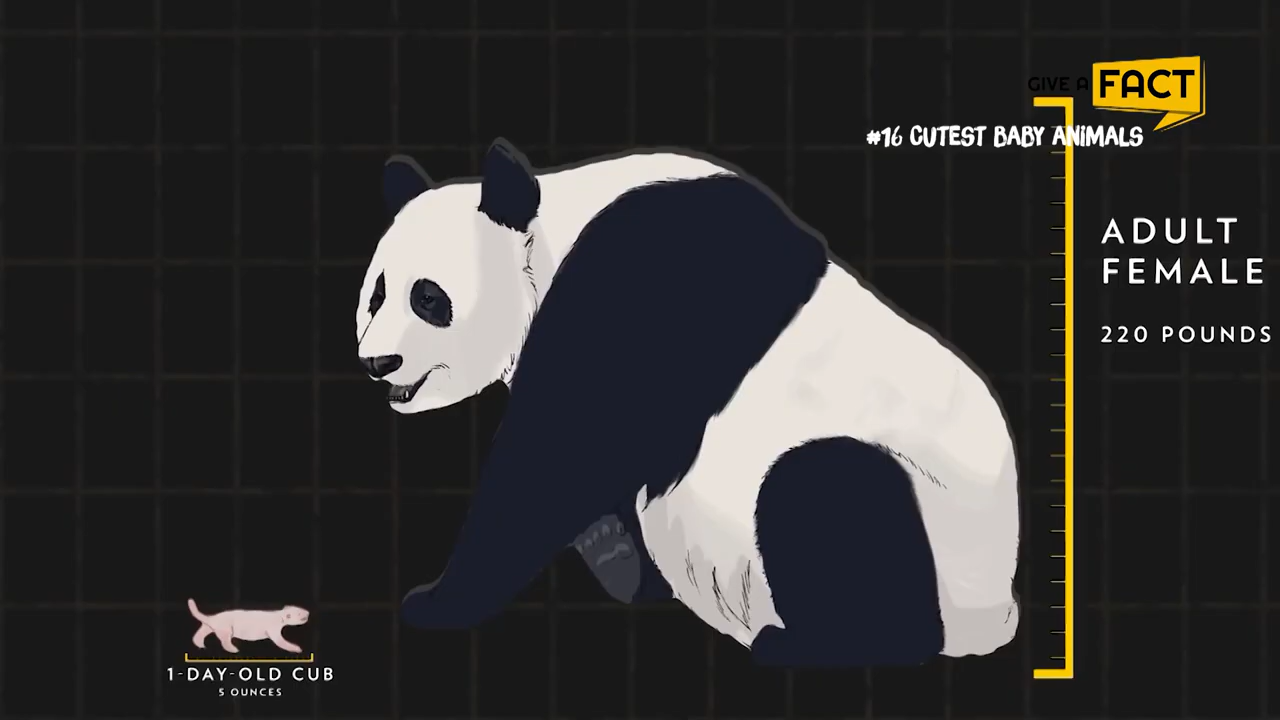 GIVE A FACT
#16 CUTEST BABY ANIMALS
ADULT
FEMALE
220 POUNDS
1-DAY-OLD CUB
5 OUNCES